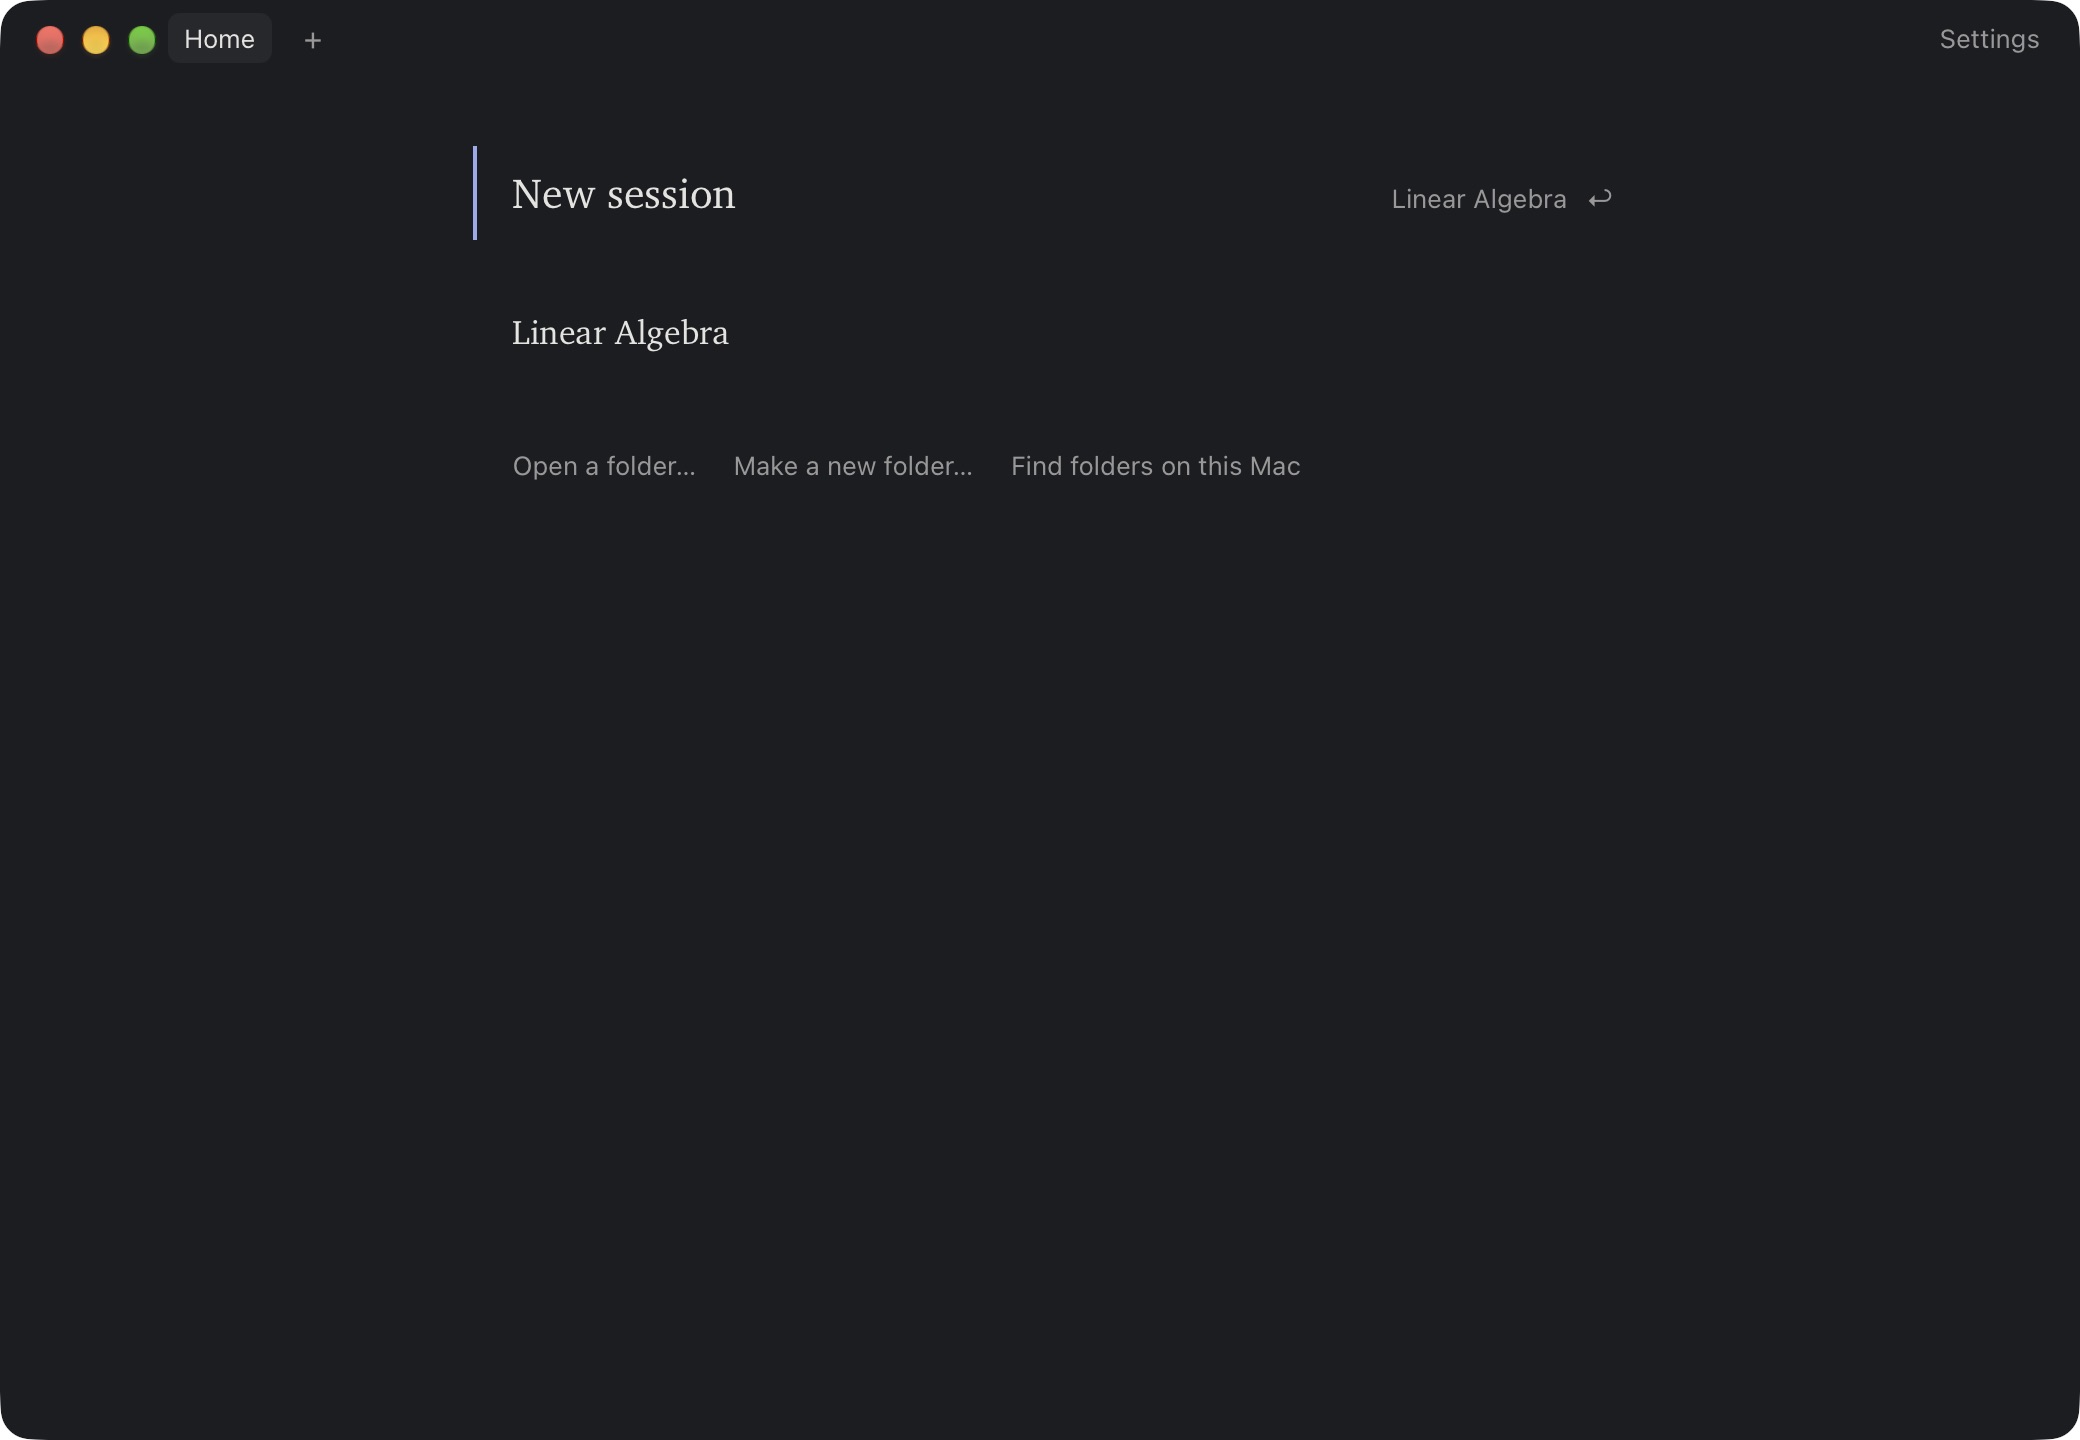 Home + Settings
New session Linear Algebra ↩
Linear Algebra
Open a folder... Make a new folder... Find folders on this Mac